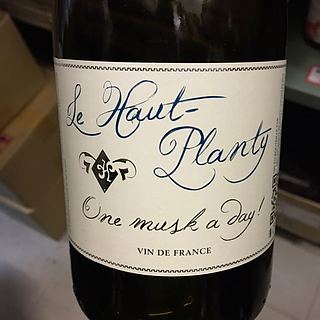 Le Haut-
Planty
One musk a day!
VIN DE FRANCE